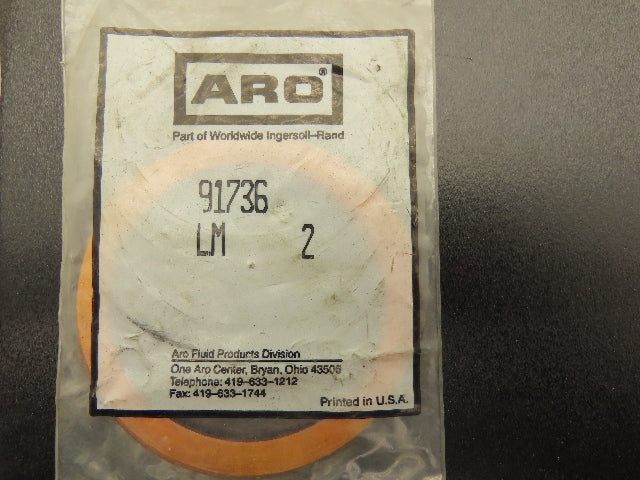 ARO®
Part of Worldwide Ingersoll-Rand
91736
LM 2
Aro Fluid Products Division
One Aro Center, Bryan, Ohio 43506
Telephone: 419-633-1212
Fax: 419-633-1744
Printed in U.S.A.